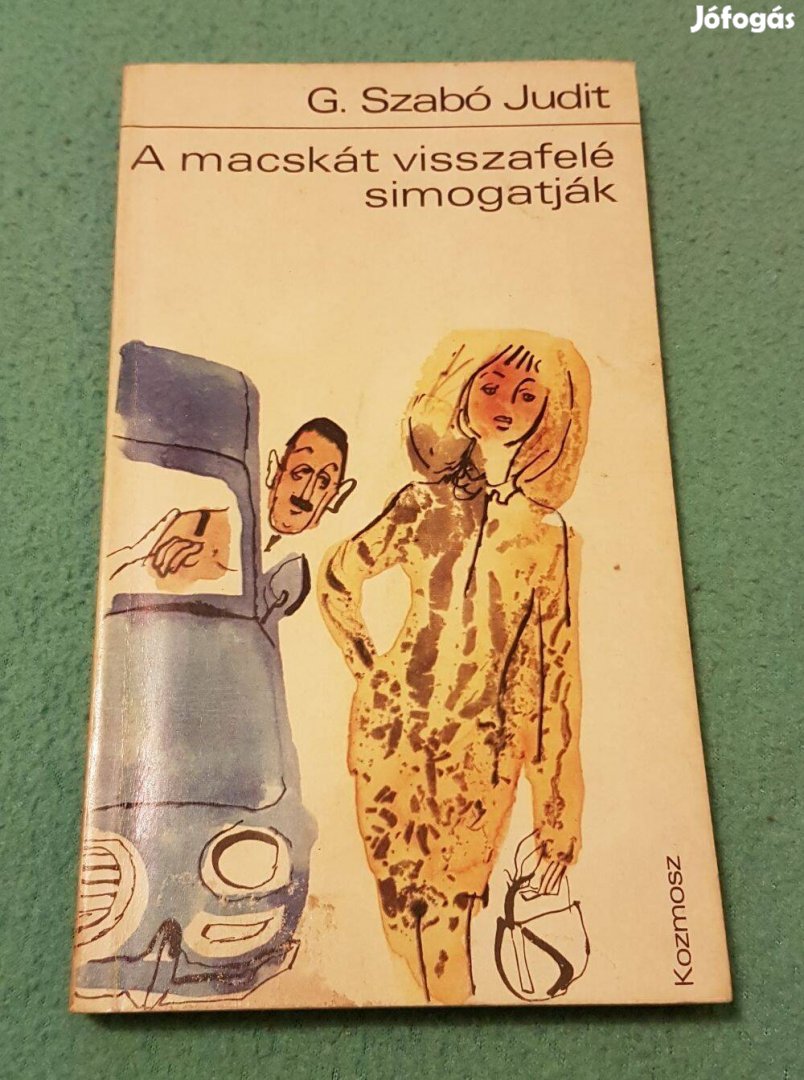 Jófogás
G. Szabó Judit
A macskát visszafelé
simogatják
Kozmosz